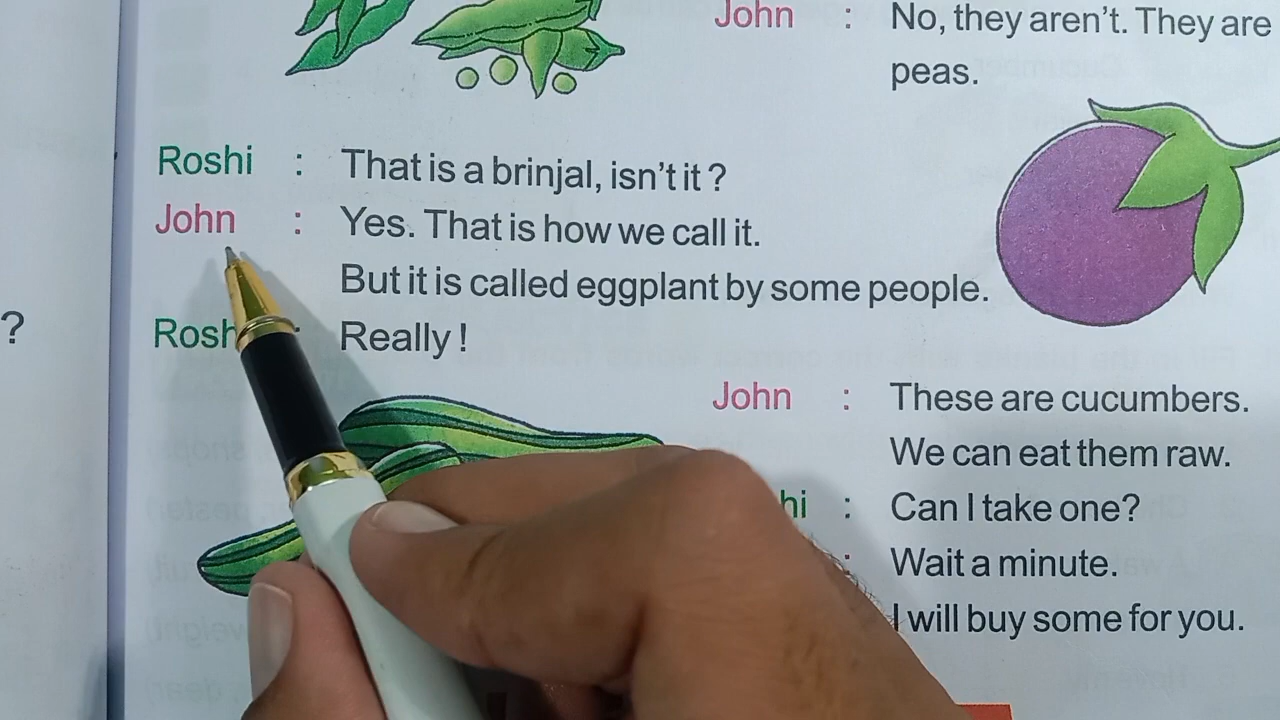 John : No, they aren't. They are
peas.
Roshi : That is a brinjal, isn't it ?
John : Yes. That is how we call it.
But it is called eggplant by some people.
?
Rosh : Really !
John : These are cucumbers.
We can eat them raw.
hi : Can I take one?
: Wait a minute.
I will buy some for you.